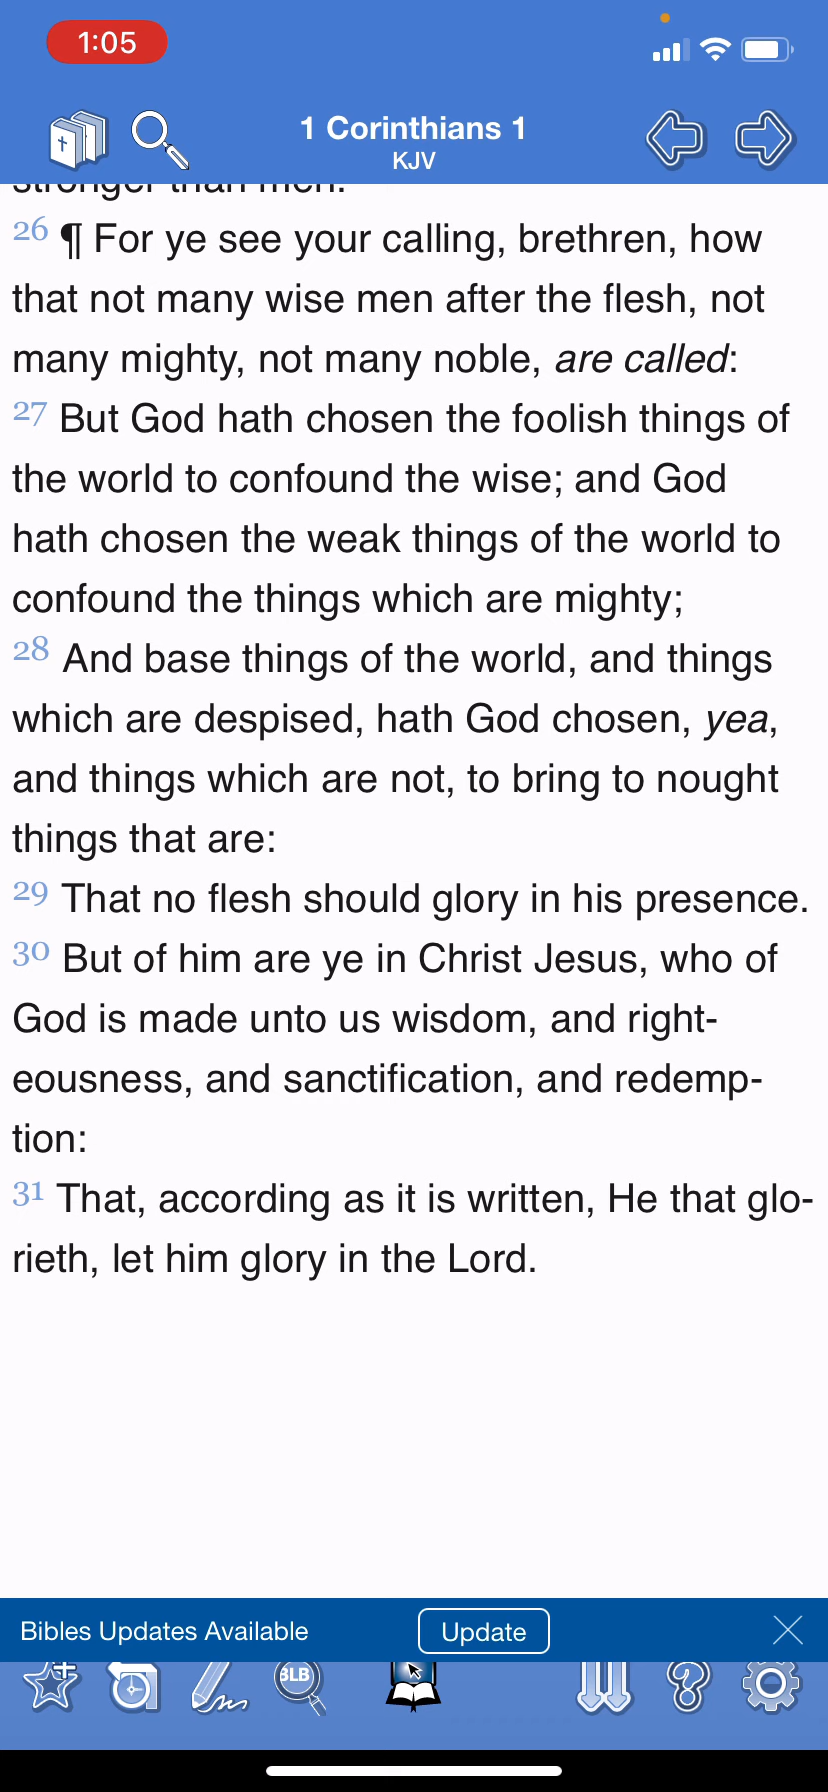 1:05
1 Corinthians 1
KJV
stronger than men.
26 ¶ For ye see your calling, brethren, how
that not many wise men after the flesh, not
many mighty, not many noble, are called:
27 But God hath chosen the foolish things of
the world to confound the wise; and God
hath chosen the weak things of the world to
confound the things which are mighty;
28 And base things of the world, and things
which are despised, hath God chosen, yea,
and things which are not, to bring to nought
things that are:
29 That no flesh should glory in his presence.
30 But of him are ye in Christ Jesus, who of
God is made unto us wisdom, and right-
eousness, and sanctification, and redemp-
tion:
31 That, according as it is written, He that glo-
rieth, let him glory in the Lord.
Bibles Updates Available
Update
BLB